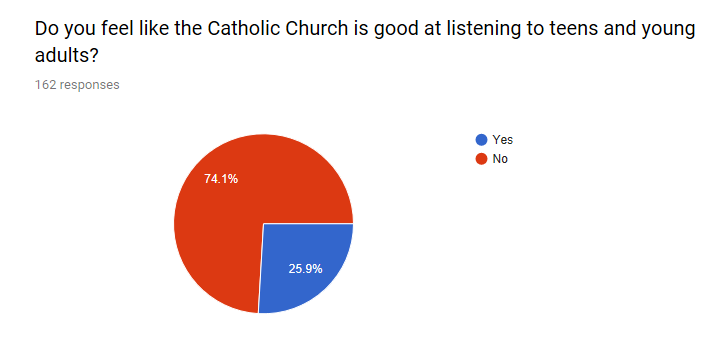 Do you feel like the Catholic Church is good at listening to teens and young
adults?
162 responses
Yes
No
74.1%
25.9%